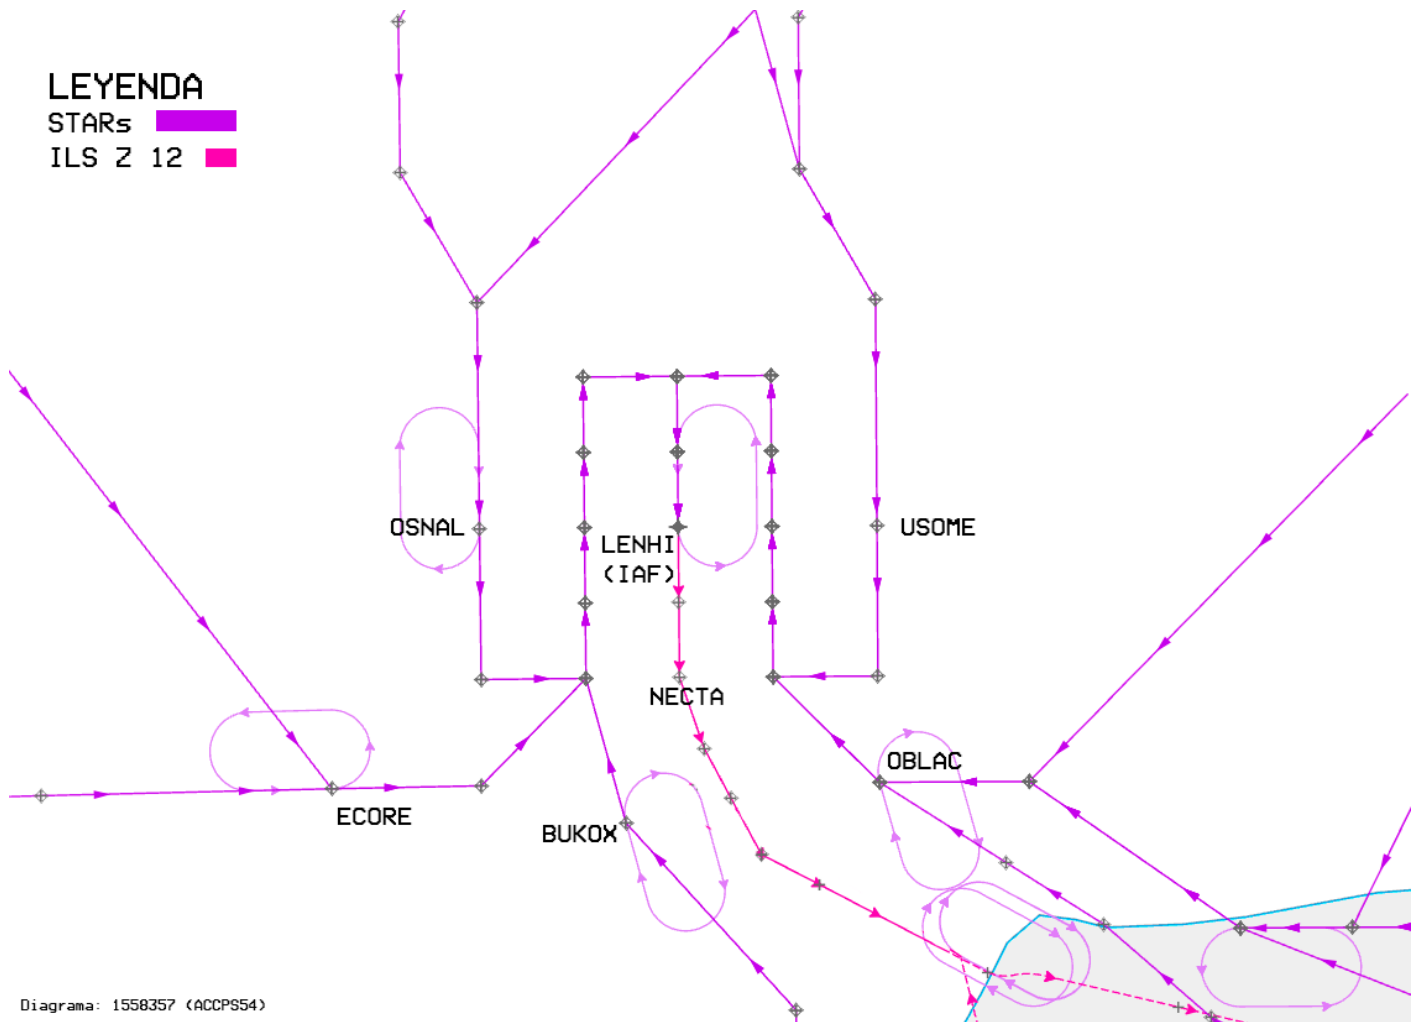 LEYENDA
STARs
ILS Z 12
OSNAL
LENHI
(IAF)
USOME
NECTA
OBLAC
ECORE
BUKOX
Diagrama: 1558357 (ACCPS54)